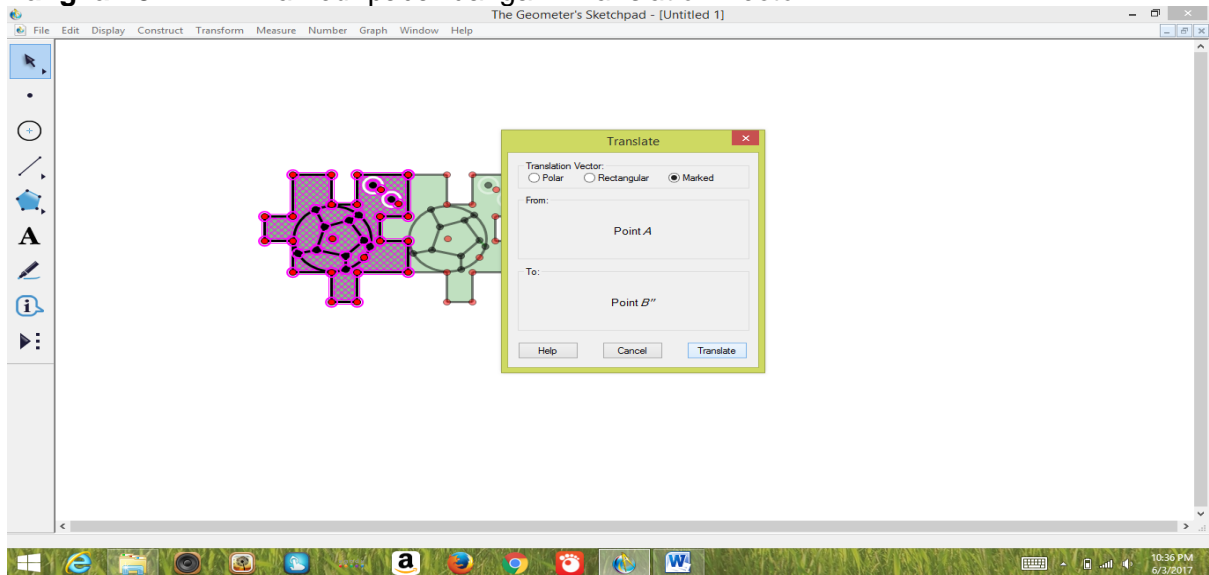 The Geometer's Sketchpad - [Untitled 1]
File Edit Display Construct Transform Measure Number Graph Window Help
Translate
Translation Vector:
Polar Rectangular Marked
From:
Point A
To:
Point B"
Help Cancel Translate
A
i
a
W
10:36 PM
6/3/2017